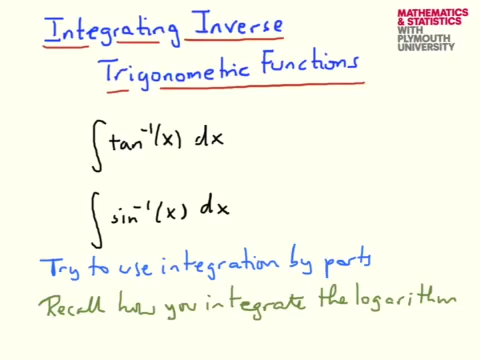 Integrating Inverse
Trigonometric Functions
MATHEMATICS
& STATISTICS
WITH
PLYMOUTH
UNIVERSITY
∫ tan⁻¹(x) dx
∫ sin⁻¹(x) dx
Try to use integration by parts
Recall how you integrate the logarithm